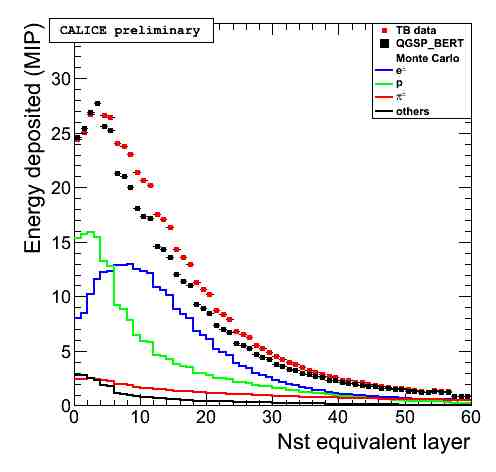 CALICE preliminary
TB data
QGSP_BERT
Monte Carlo
e±
p
π±
others
Energy deposited (MIP)
30
25
20
15
10
5
0
0
10
20
30
40
50
60
Nst equivalent layer